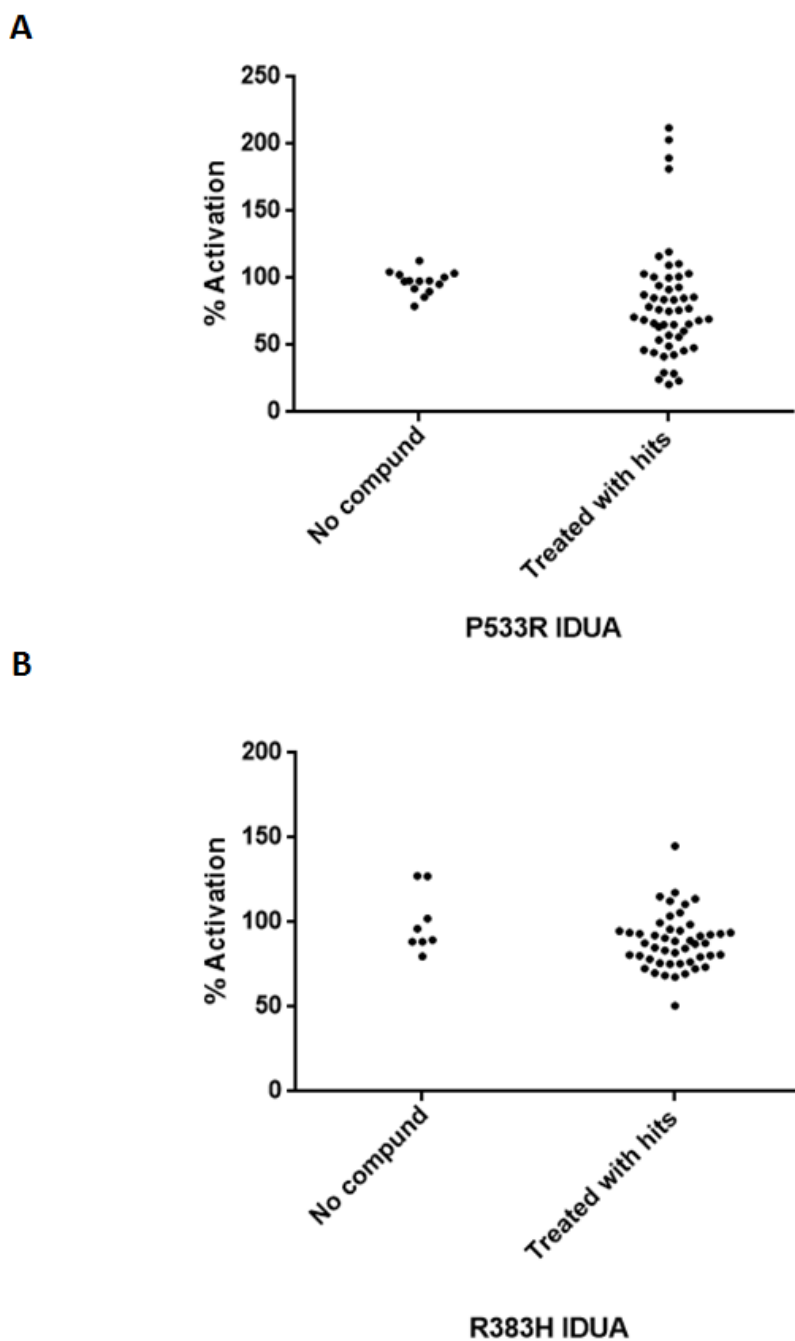 A
250
200
150
100
50
0
% Activation
No compund
Treated with hits
P533R IDUA
B
200
150
100
50
0
% Activation
No compund
Treated with hits
R383H IDUA